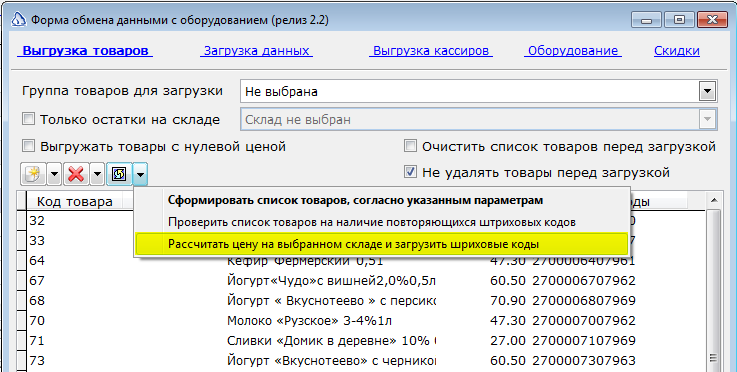 Форма обмена данными с оборудованием (релиз 2.2)
Выгрузка товаров Загрузка данных Выгрузка кассиров Оборудование Скидки
Группа товаров для загрузки Не выбрана
Только остатки на складе Склад не выбран
Выгружать товары с нулевой ценой Очистить список товаров перед загрузкой
Не удалять товары перед загрузкой
Код товара
Сформировать список товаров, согласно указанным параметрам
32
Проверить список товаров на наличие повторяющихся штриховых кодов
33
Рассчитать цену на выбранном складе и загрузить шриховые коды
64 Кефир Фермерский 0,51 47.30 2700006407961
67 Йогурт«Чудо»с вишней2,0%0,5л 60.50 2700006707962
68 Йогурт « Вкуснотеево » с персико 70.90 2700006807969
70 Молоко «Рузское» 3-4%1л 47.30 2700007007962
71 Сливки «Домик в деревне» 10% 27.00 2700007107969
73 Йогурт «Вкуснотеево» с чернико 60.50 2700007307963